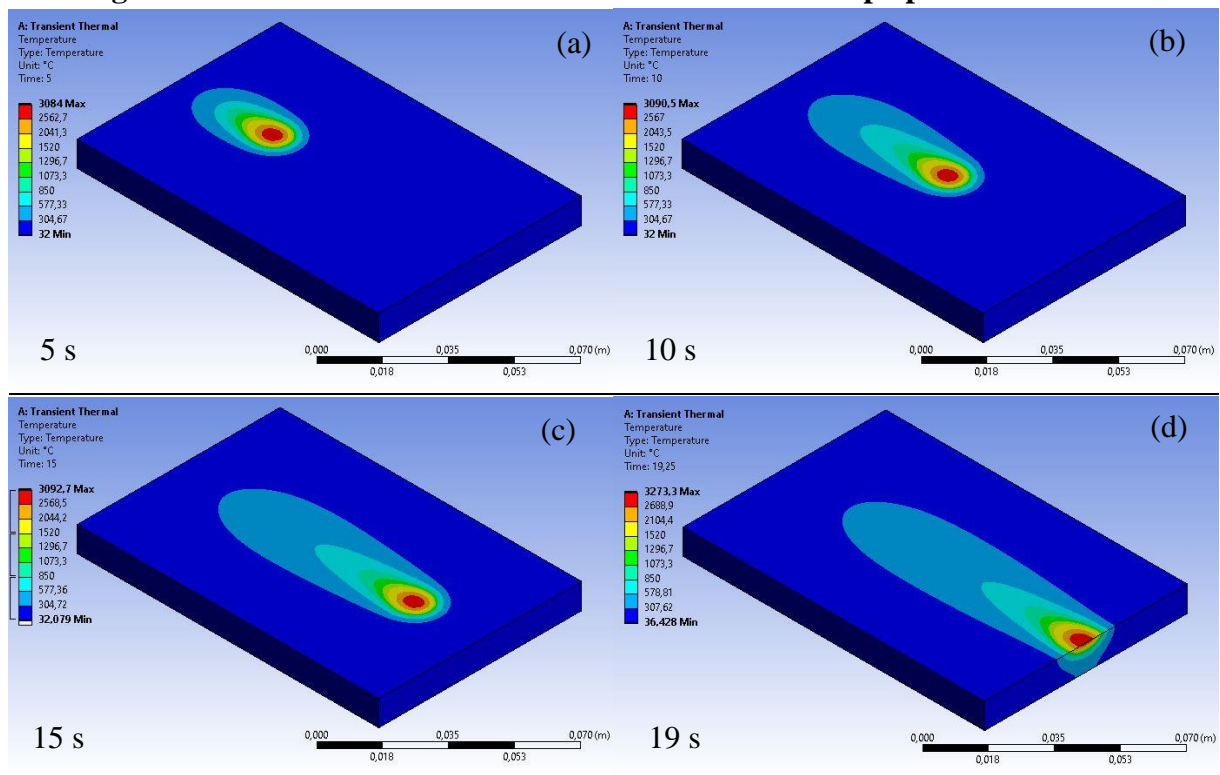 A: Transient Thermal
Temperature
Type: Temperature
Unit: °C
Time: 5
(a)
3084 Max
2562,7
2041,3
1520
1296,7
1073,3
850
577,33
304,67
32 Min
5 s
0,000 0,035 0,070 (m)
0,018 0,053
A: Transient Thermal
Temperature
Type: Temperature
Unit: °C
Time: 10
(b)
3090,5 Max
2567
2043,5
1520
1296,7
1073,3
850
577,33
304,67
32 Min
10 s
0,000 0,035 0,070 (m)
0,018 0,053
A: Transient Thermal
Temperature
Type: Temperature
Unit: °C
Time: 15
(c)
3092,7 Max
2568,5
2044,2
1520
1296,7
1073,3
850
577,36
304,72
32,079 Min
15 s
0,000 0,035 0,070 (m)
0,018 0,053
A: Transient Thermal
Temperature
Type: Temperature
Unit: °C
Time: 19,25
(d)
3273,3 Max
2688,9
2104,4
1520
1296,7
1073,3
850
578,81
307,62
36,428 Min
19 s
0,000 0,035 0,070 (m)
0,018 0,053